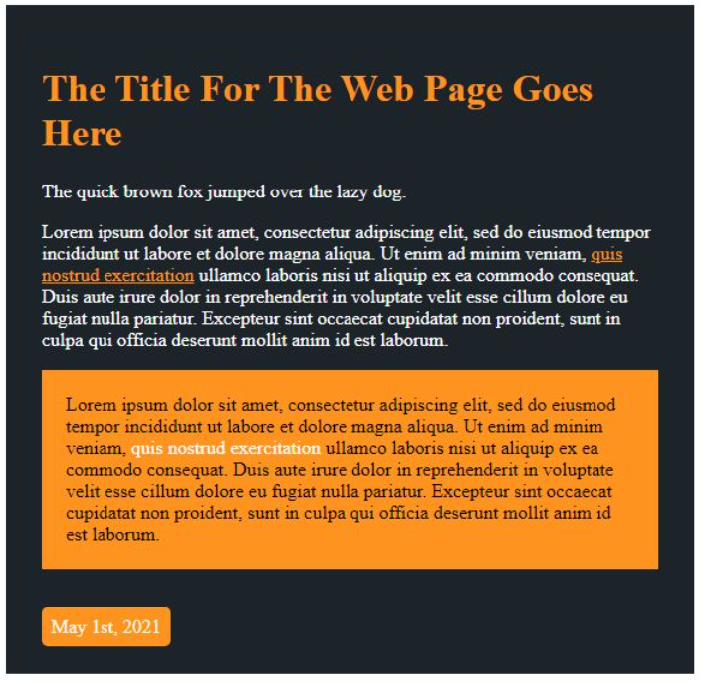 The Title For The Web Page Goes
Here
The quick brown fox jumped over the lazy dog.
Lorem ipsum dolor sit amet, consectetur adipiscing elit, sed do eiusmod tempor
incididunt ut labore et dolore magna aliqua. Ut enim ad minim veniam, quis
nostrud exercitation ullamco laboris nisi ut aliquip ex ea commodo consequat.
Duis aute irure dolor in reprehenderit in voluptate velit esse cillum dolore eu
fugiat nulla pariatur. Excepteur sint occaecat cupidatat non proident, sunt in
culpa qui officia deserunt mollit anim id est laborum.
Lorem ipsum dolor sit amet, consectetur adipiscing elit, sed do eiusmod
tempor incididunt ut labore et dolore magna aliqua. Ut enim ad minim
veniam, quis nostrud exercitation ullamco laboris nisi ut aliquip ex ea
commodo consequat. Duis aute irure dolor in reprehenderit in voluptate
velit esse cillum dolore eu fugiat nulla pariatur. Excepteur sint occaecat
cupidatat non proident, sunt in culpa qui officia deserunt mollit anim id
est laborum.
May 1st, 2021